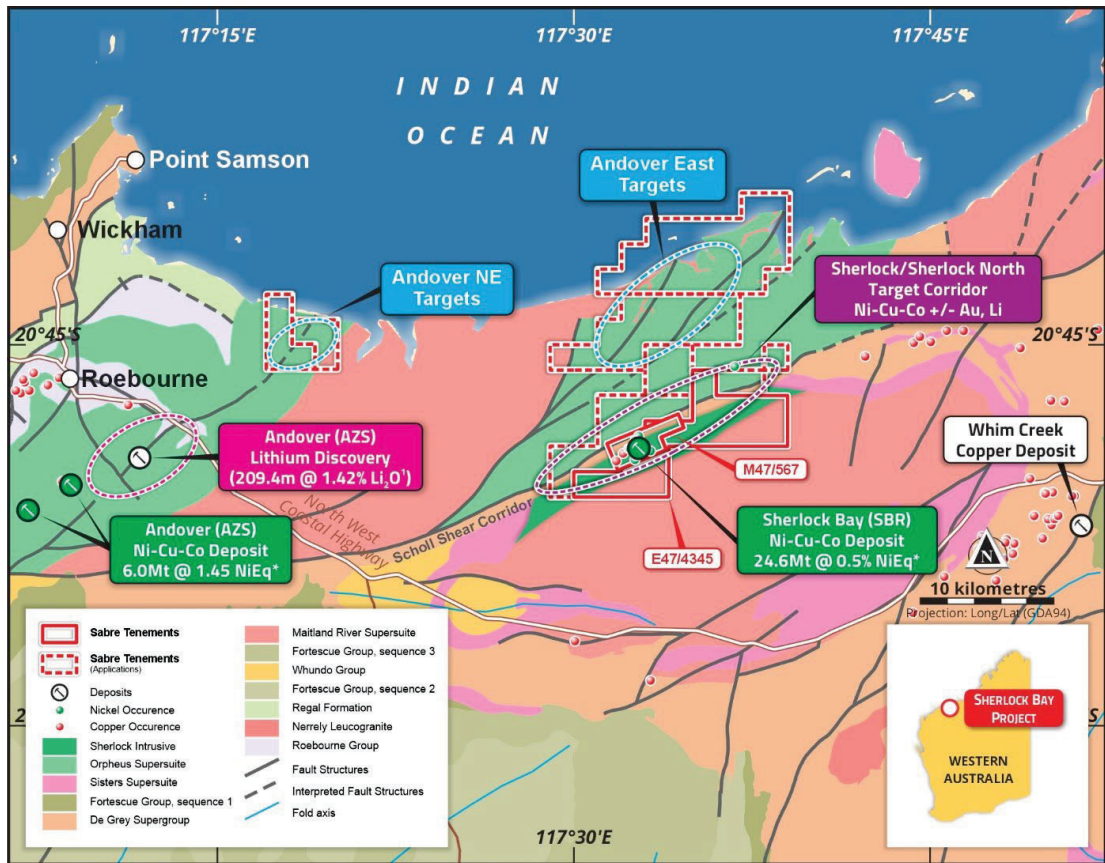 117°15'E
117°30'E
117°45'E
INDIAN
OCEAN
Point Samson
Andover East
Targets
Wickham
Andover NE
Targets
Sherlock/Sherlock North
Target Corridor
Ni-Cu-Co +/- Au, Li
20°45'S
20°45'S
Roebourne
Andover (AZS)
Lithium Discovery
(209.4m @ 1.42% Li₂O¹)
Whim Creek
Copper Deposit
M47/567
North West
Coastal Highway
Scholl Shear Corridor
Andover (AZS)
Ni-Cu-Co Deposit
6.0Mt @ 1.45 NiEq*
E47/4345
Sherlock Bay (SBR)
Ni-Cu-Co Deposit
24.6Mt @ 0.5% NiEq*
N
10 kilometres
Projection: Long/Lat (GDA94)
Sabre Tenements
Sabre Tenements
(Applications)
Deposits
Nickel Occurence
Copper Occurence
Sherlock Intrusive
Orpheus Supersuite
Sisters Supersuite
Fortescue Group, sequence 1
De Grey Supergroup
Maitland River Supersuite
Fortescue Group, sequence 3
Whundo Group
Fortescue Group, sequence 2
Regal Formation
Nerrely Leucogranite
Roebourne Group
Fault Structures
Interpreted Fault Structures
Fold axis
2
S
SHERLOCK BAY
PROJECT
WESTERN
AUSTRALIA
117°30'E